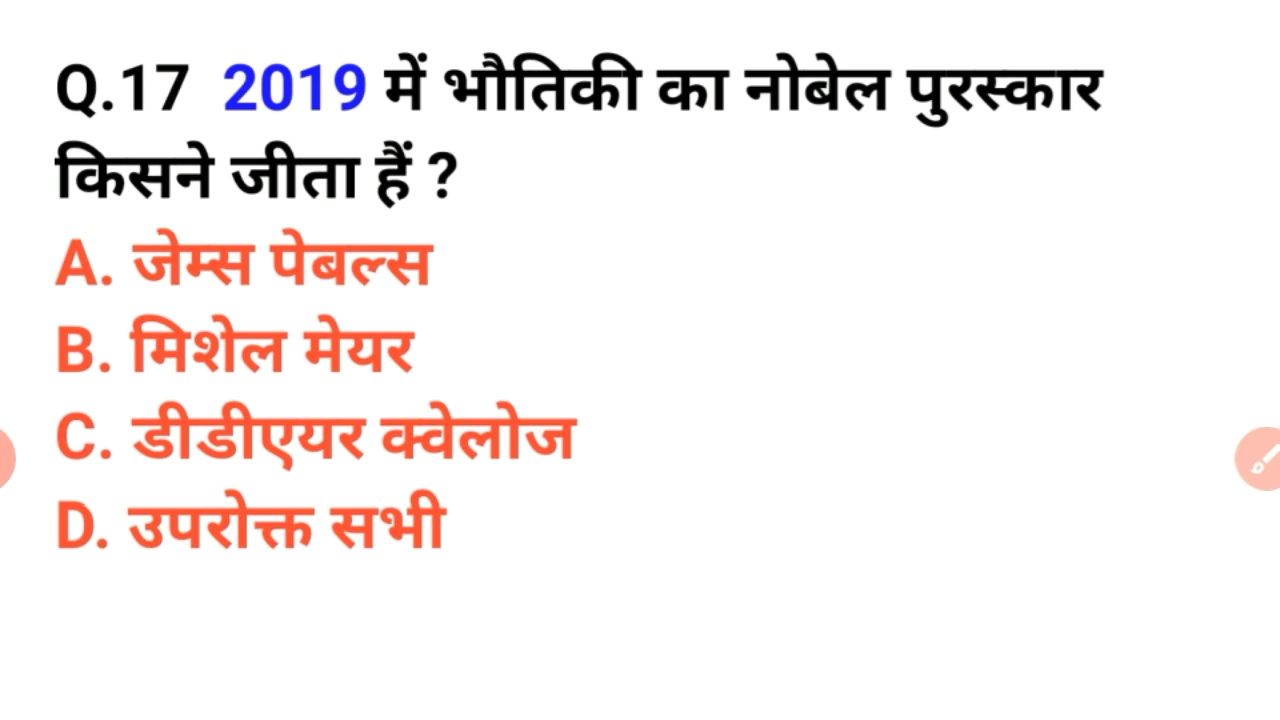 Q.17 2019 में भौतिकी का नोबेल पुरस्कार
किसने जीता हैं ?
A. जेम्स पेबल्स
B. मिशेल मेयर
C. डीडीएयर क्वेलोज
D. उपरोक्त सभी